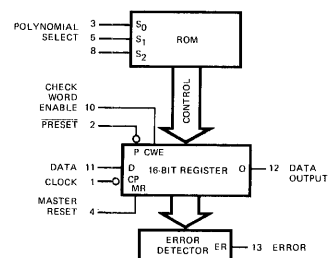 POLYNOMIAL SELECT
3 S0
5 S1
8 S2
ROM
CONTROL
CHECK
WORD
ENABLE 10
PRESET 2
P CWE
DATA 11 D 16-BIT REGISTER Q 12 DATA OUTPUT
CLOCK 1 CP
MASTER RESET 4 MR
ERROR
DETECTOR ER 13 ERROR